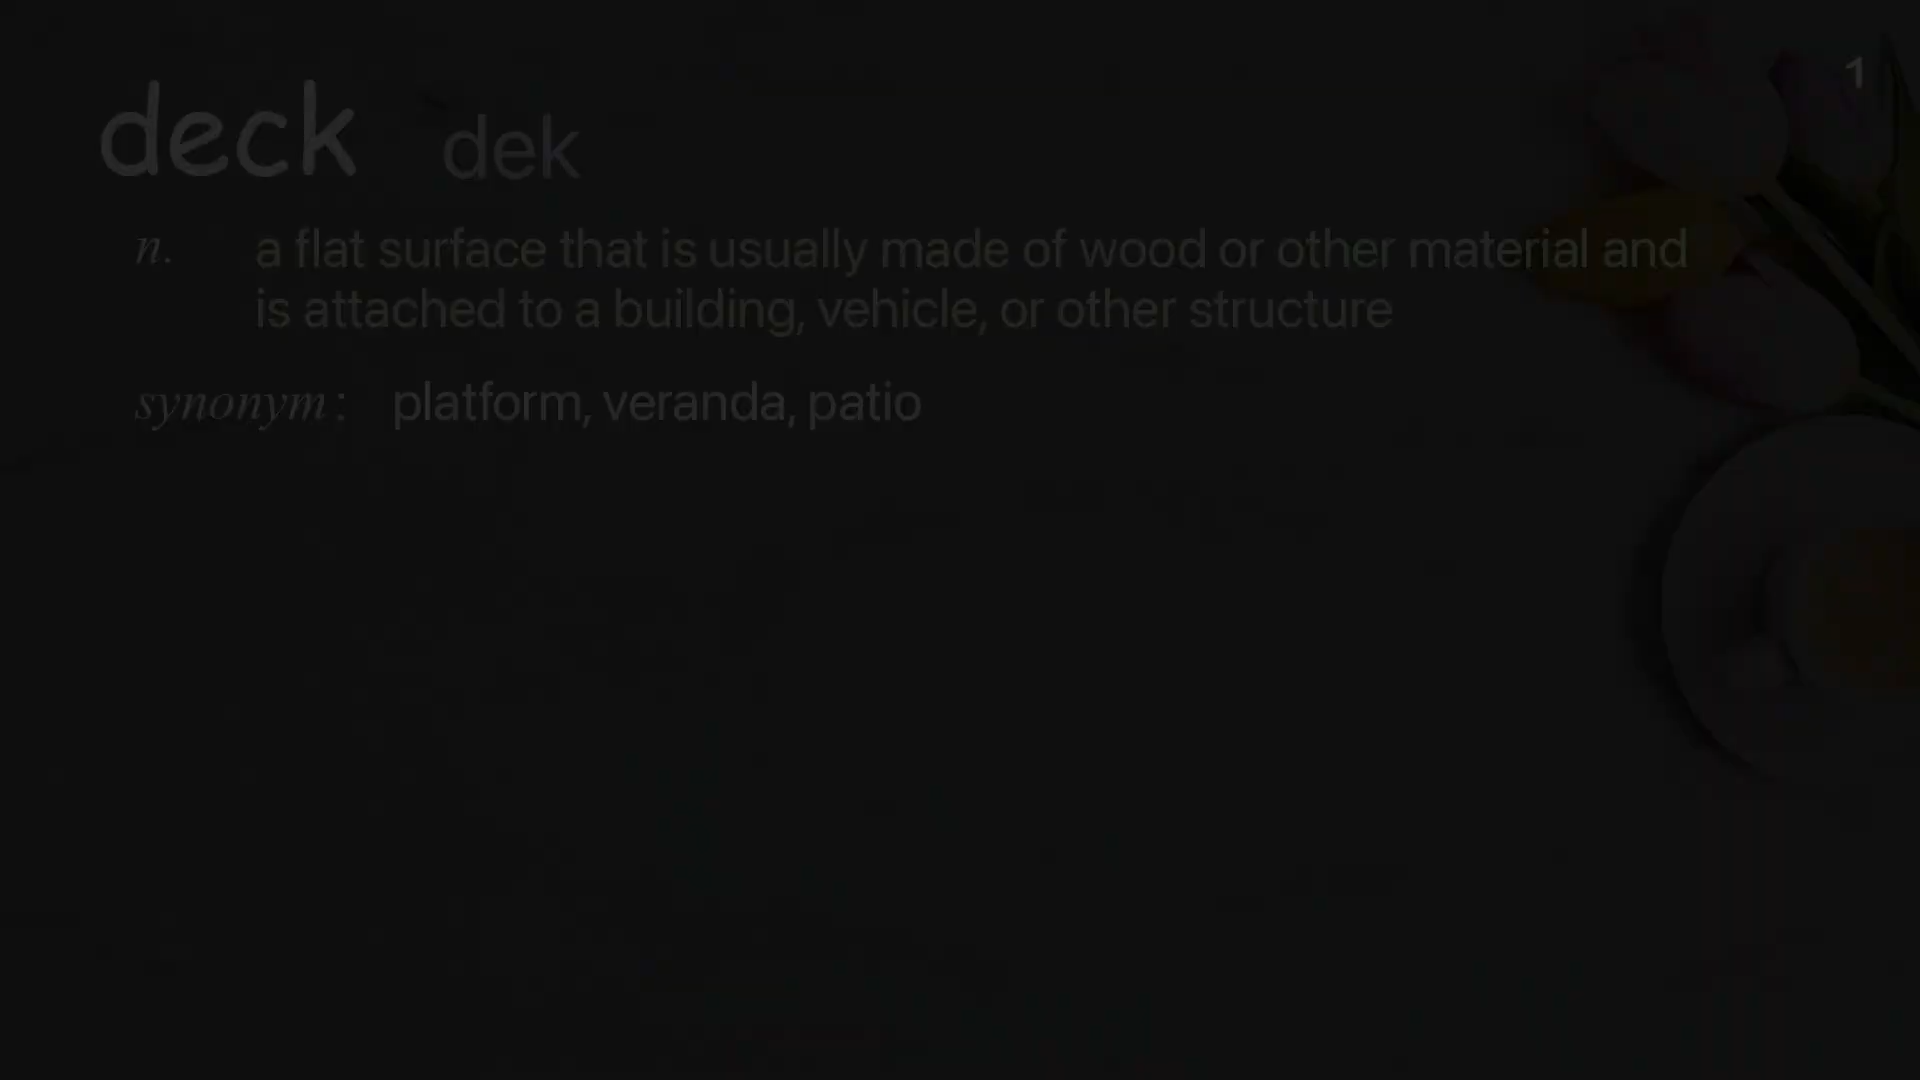 1
deck dek
n. a flat surface that is usually made of wood or other material and
is attached to a building, vehicle, or other structure
synonym: platform, veranda, patio